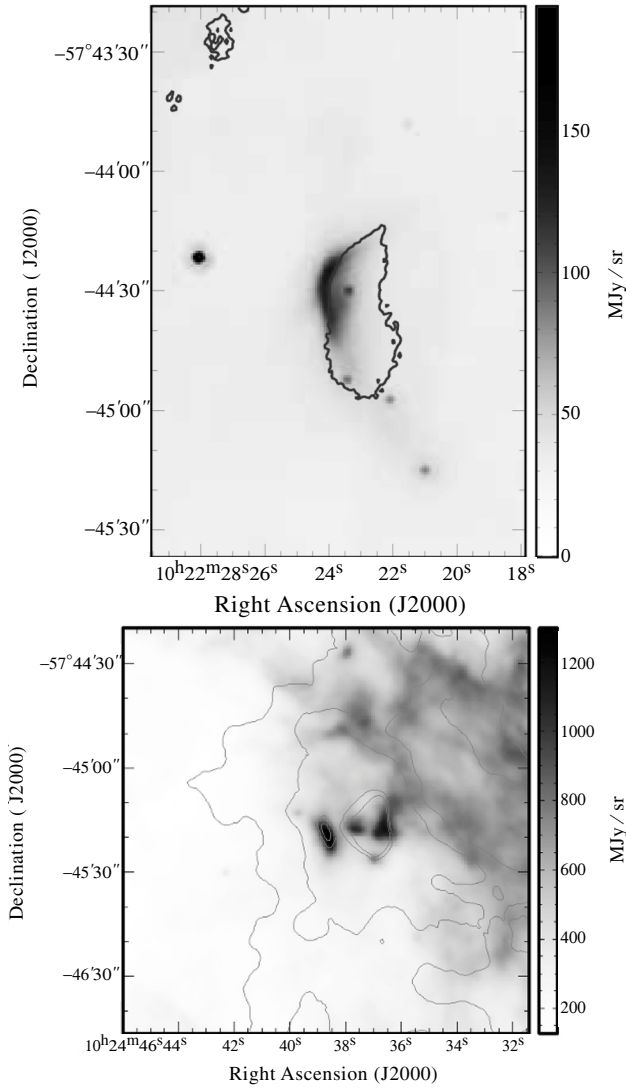 −57°43′30″
−44′00″
−44′30″
−45′00″
−45′30″
Declination ( J2000)
10ʰ22ᵐ28ˢ26ˢ 24ˢ 22ˢ 20ˢ 18ˢ
Right Ascension (J2000)
150
100
50
0
MJy / sr
−57°44′30″
−45′00″
−45′30″
−46′30″
Declination ( J2000)
10ʰ24ᵐ46ˢ44ˢ 42ˢ 40ˢ 38ˢ 36ˢ 34ˢ 32ˢ
Right Ascension (J2000)
1200
1000
800
600
400
200
MJy / sr